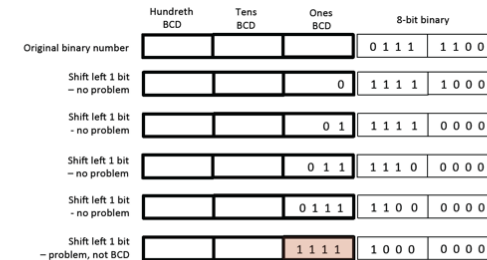 Hundreth BCD Tens BCD Ones BCD 8-bit binary
Original binary number 0 1 1 1 1 1 0 0
Shift left 1 bit – no problem 0 1 1 1 1 1 0 0 0
Shift left 1 bit - no problem 0 1 1 1 1 1 0 0 0 0
Shift left 1 bit – no problem 0 1 1 1 1 1 0 0 0 0 0
Shift left 1 bit - no problem 0 1 1 1 1 1 0 0 0 0 0 0
Shift left 1 bit – problem, not BCD 1 1 1 1 1 0 0 0 0 0 0 0